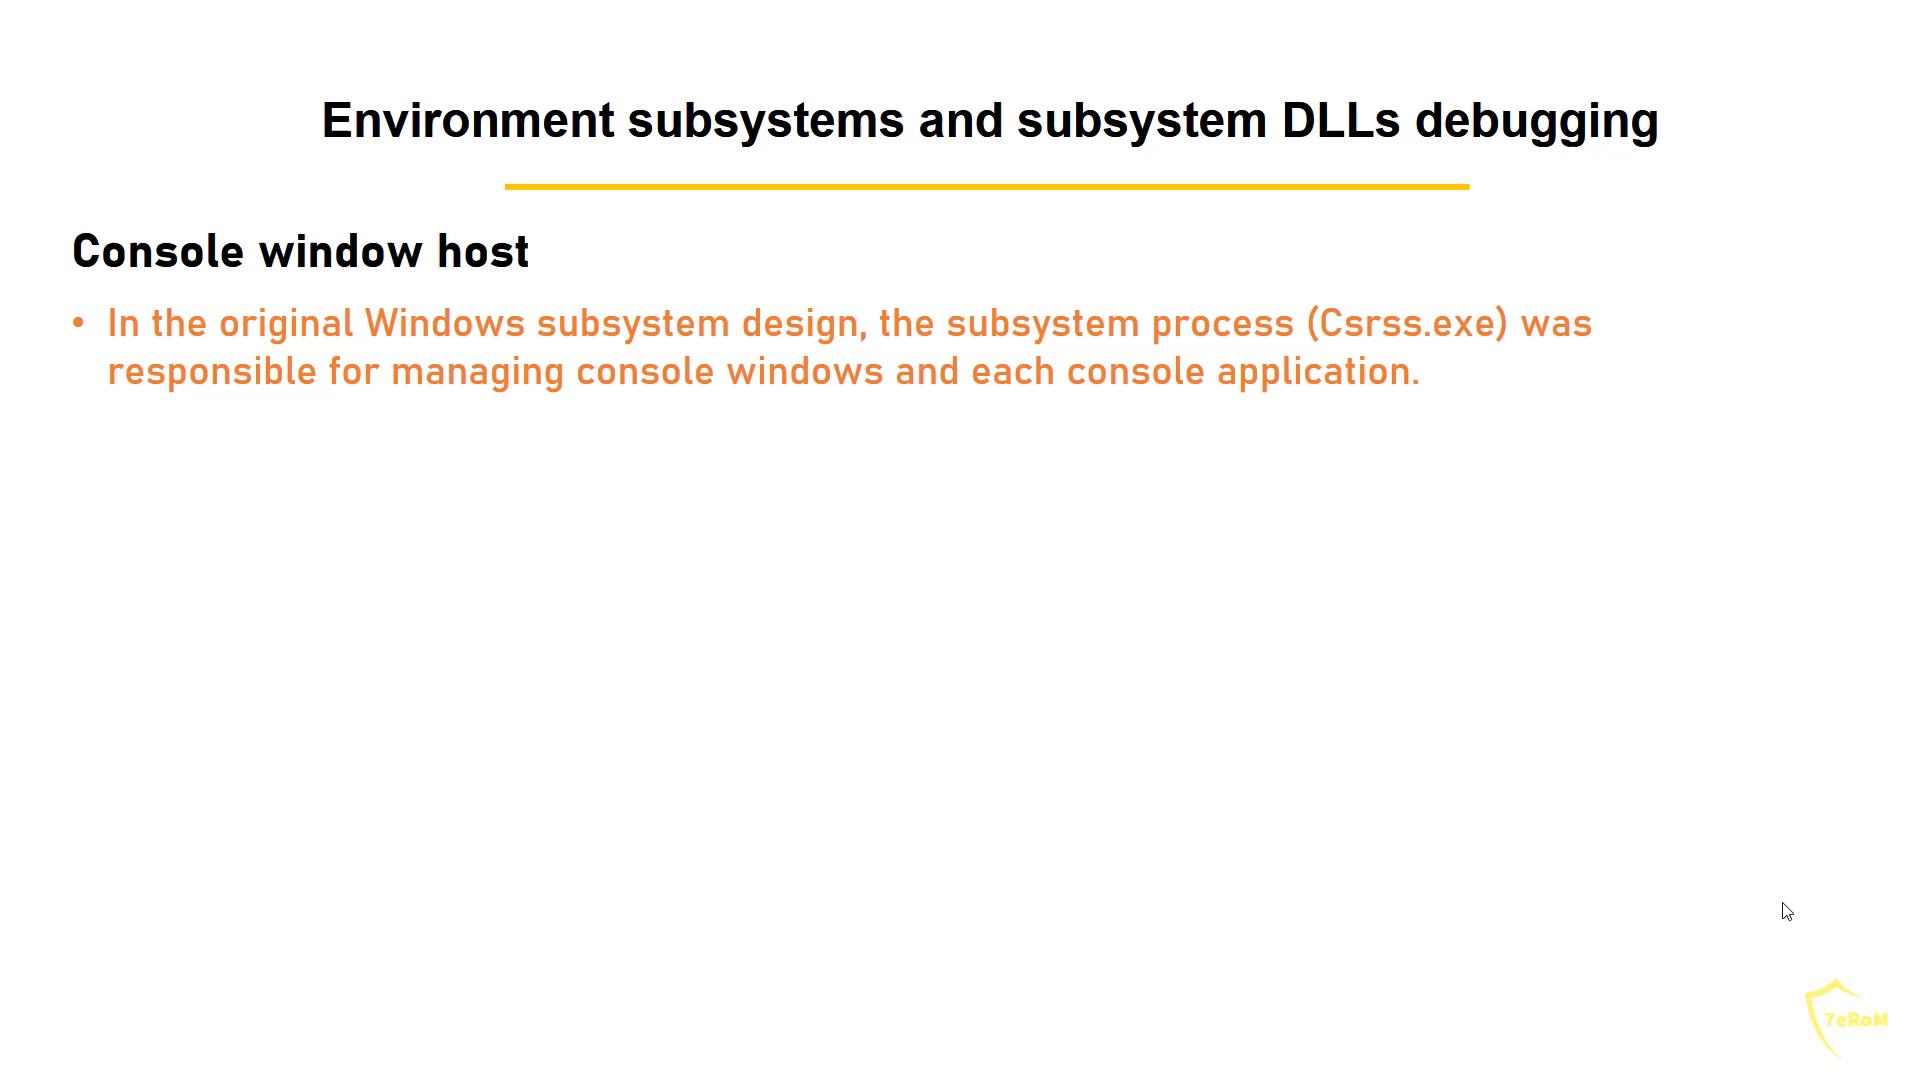 Environment subsystems and subsystem DLLs debugging
Console window host
• In the original Windows subsystem design, the subsystem process (Csrss.exe) was
responsible for managing console windows and each console application.
7eRoM